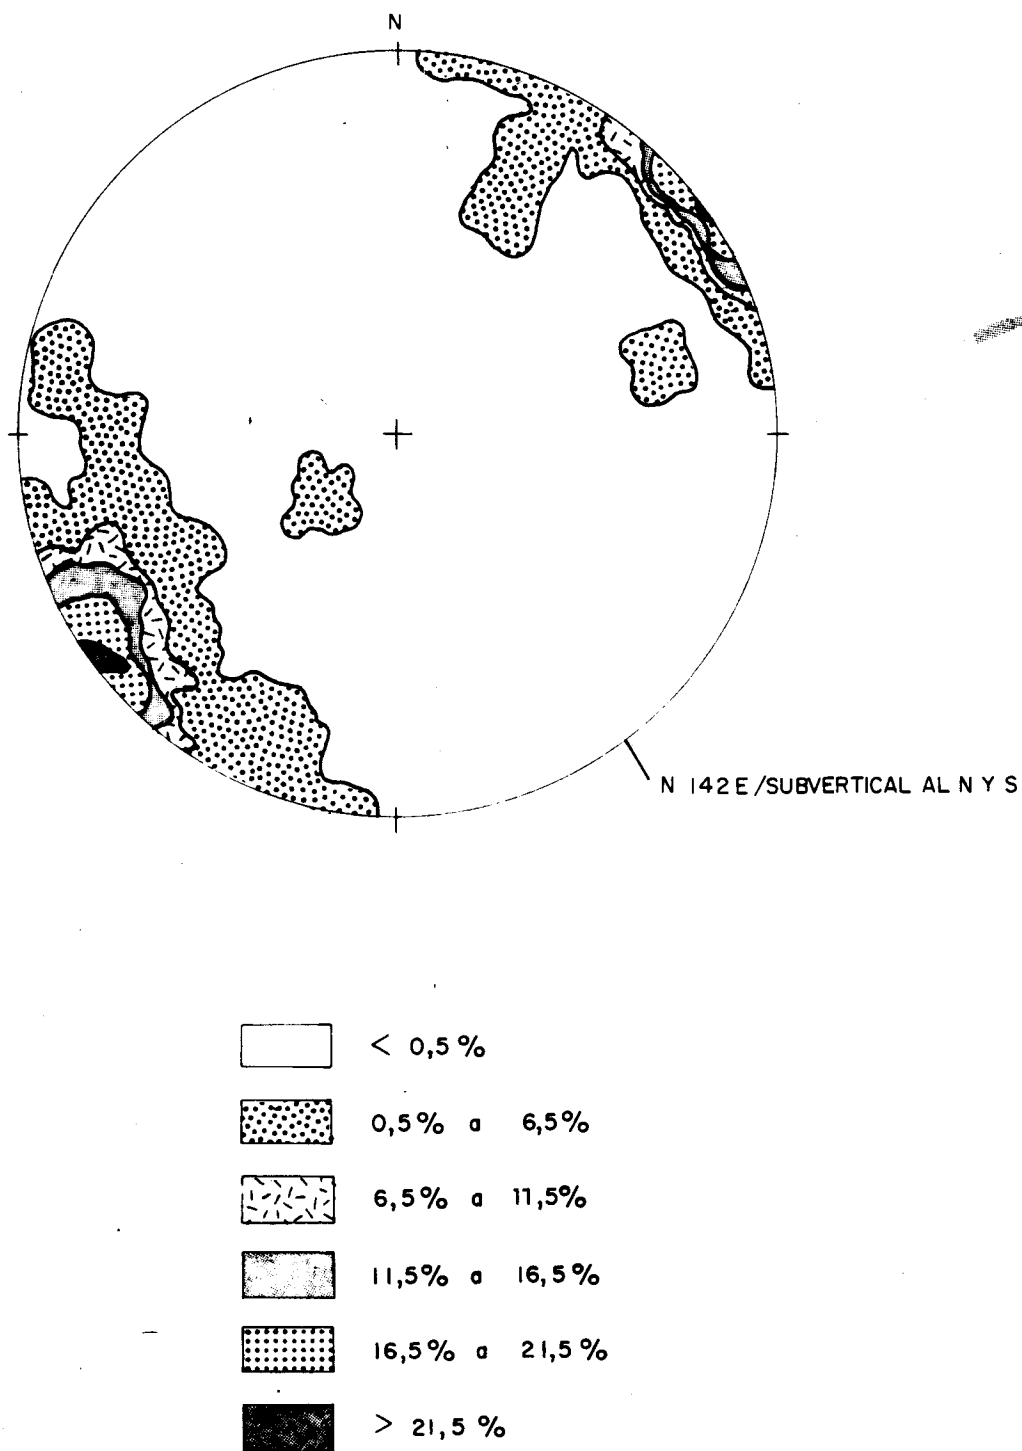 N
N 142 E/SUBVERTICAL AL N Y S
< 0,5%
0,5% a 6,5%
6,5% a 11,5%
11,5% a 16,5%
16,5% a 21,5%
> 21,5 %